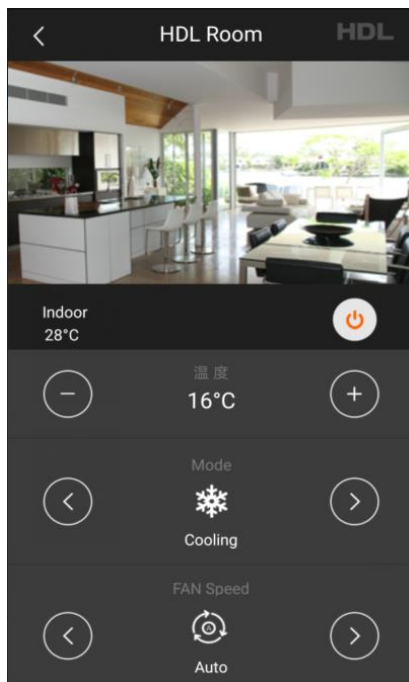 HDL Room
HDL
Indoor
28°C
温度
16°C
Mode
Cooling
FAN Speed
A
Auto